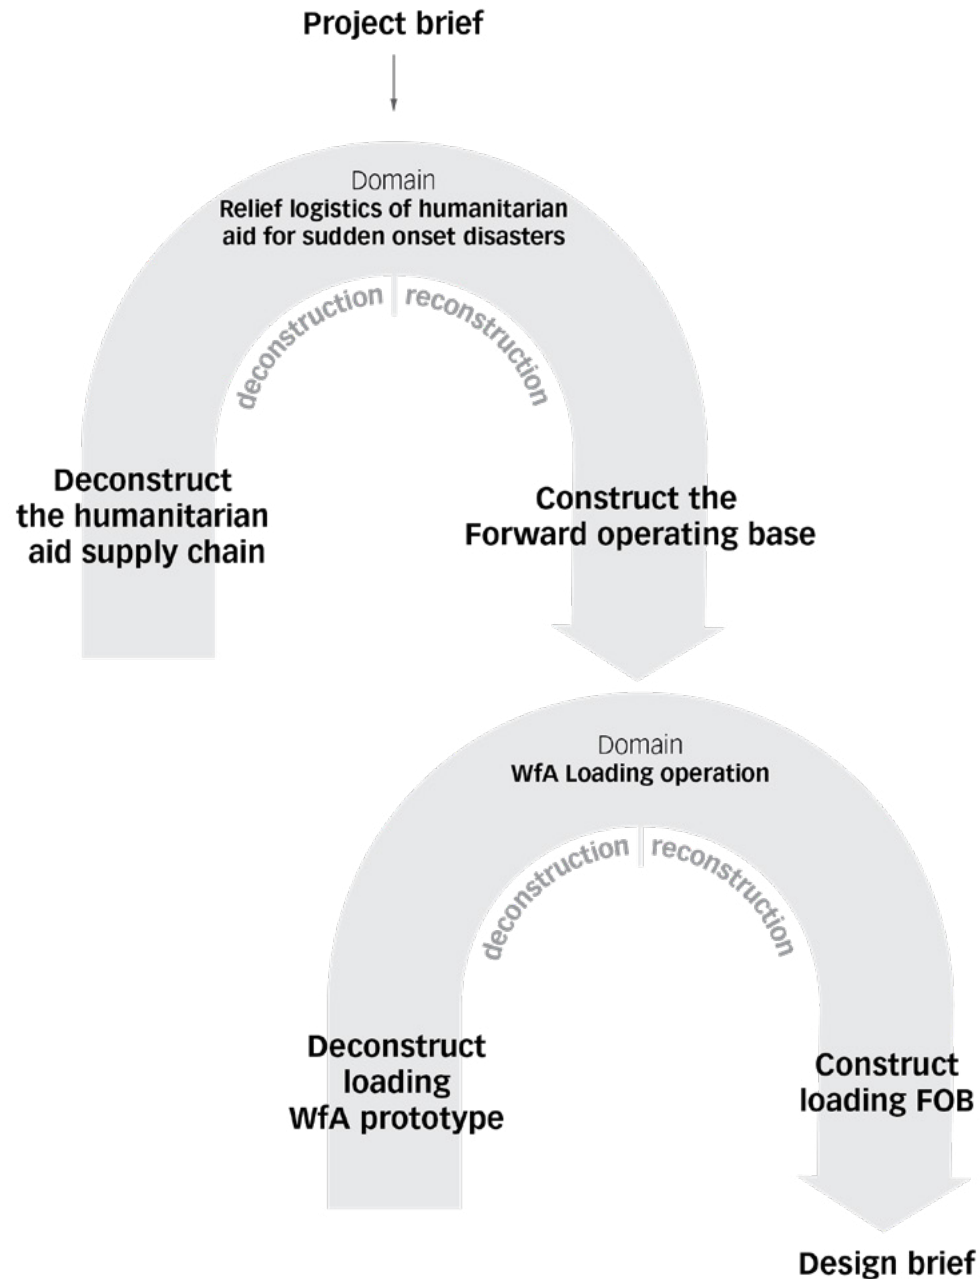 Project brief
Domain
Relief logistics of humanitarian
aid for sudden onset disasters
deconstruction
reconstruction
Deconstruct
the humanitarian
aid supply chain
Construct the
Forward operating base
Domain
WfA Loading operation
deconstruction
reconstruction
Deconstruct
loading
WfA prototype
Construct
loading FOB
Design brief